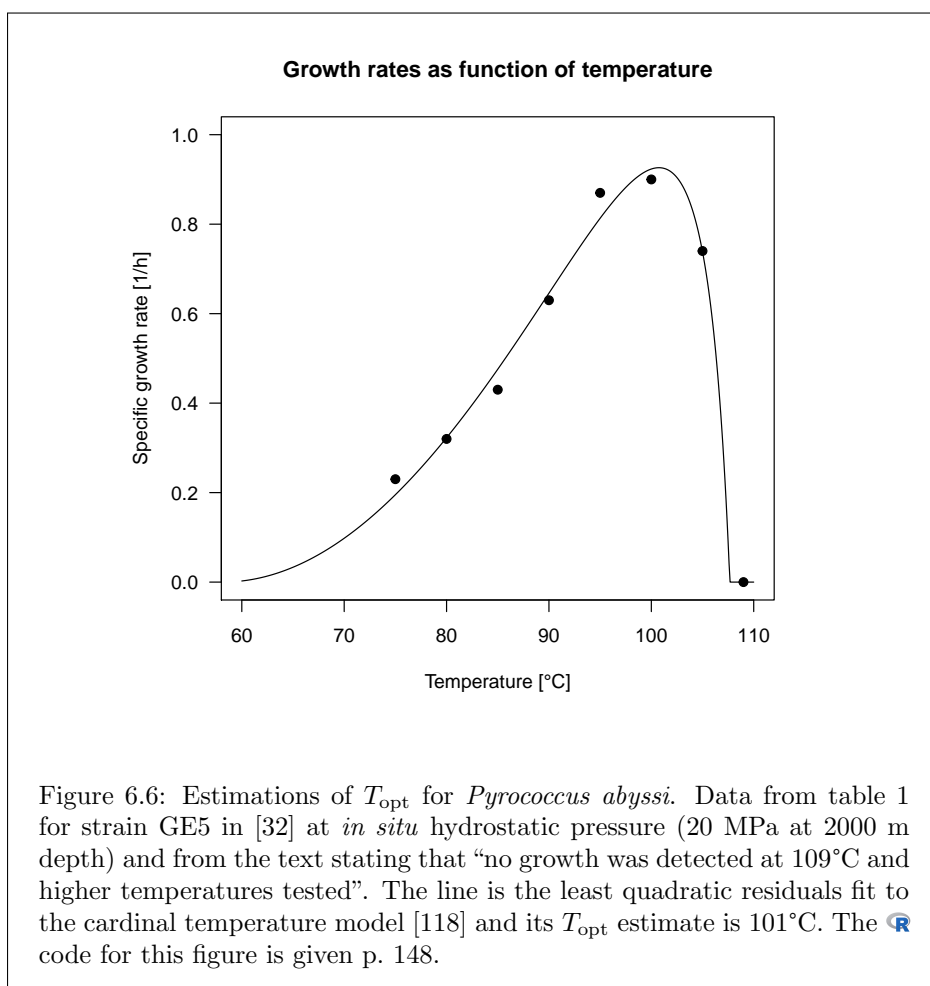 Growth rates as function of temperature
1.0
0.8
0.6
0.4
0.2
0.0
Specific growth rate [1/h]
60 70 80 90 100 110
Temperature [°C]
Figure 6.6: Estimations of Topt for Pyrococcus abyssi. Data from table 1
for strain GE5 in [32] at in situ hydrostatic pressure (20 MPa at 2000 m
depth) and from the text stating that “no growth was detected at 109°C and
higher temperatures tested”. The line is the least quadratic residuals fit to
the cardinal temperature model [118] and its Topt estimate is 101°C. The R
code for this figure is given p. 148.